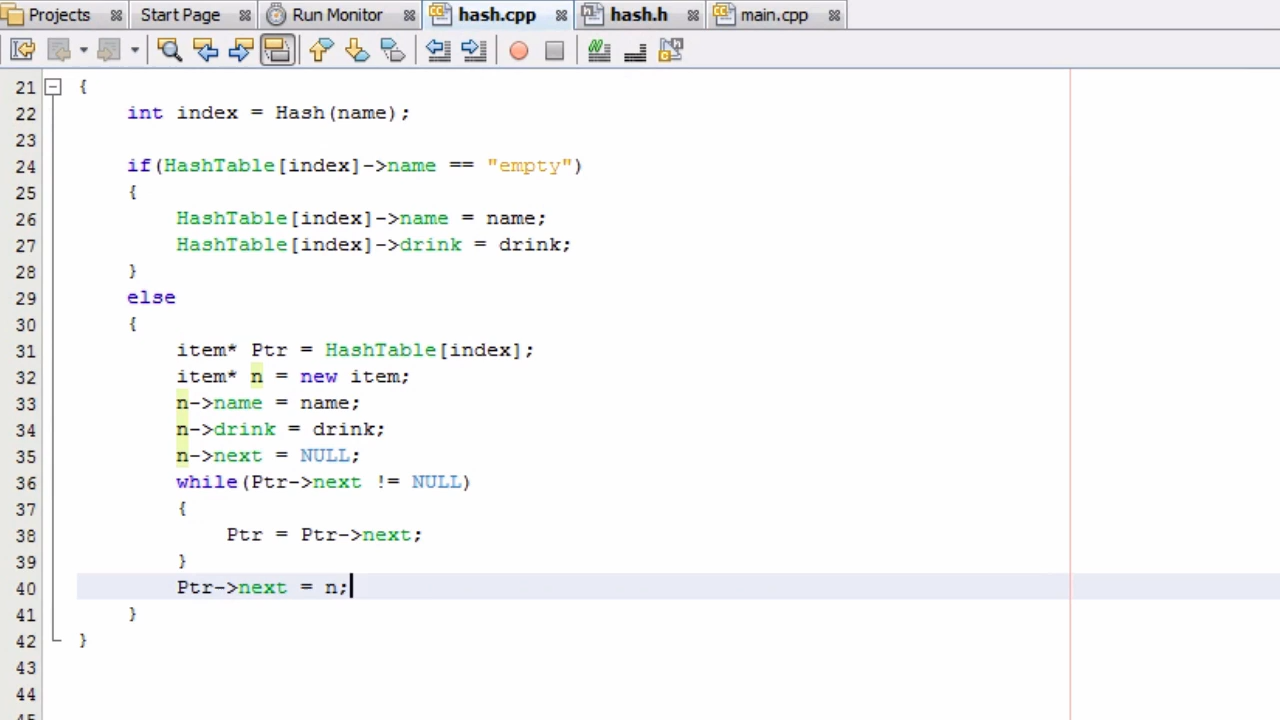 Projects Start Page Run Monitor hash.cpp hash.h main.cpp
21 {
22 int index = Hash(name);
23
24 if(HashTable[index]->name == "empty")
25 {
26 HashTable[index]->name = name;
27 HashTable[index]->drink = drink;
28 }
29 else
30 {
31 item* Ptr = HashTable[index];
32 item* n = new item;
33 n->name = name;
34 n->drink = drink;
35 n->next = NULL;
36 while(Ptr->next != NULL)
37 {
38 Ptr = Ptr->next;
39 }
40 Ptr->next = n;
41 }
42 }
43
44
45